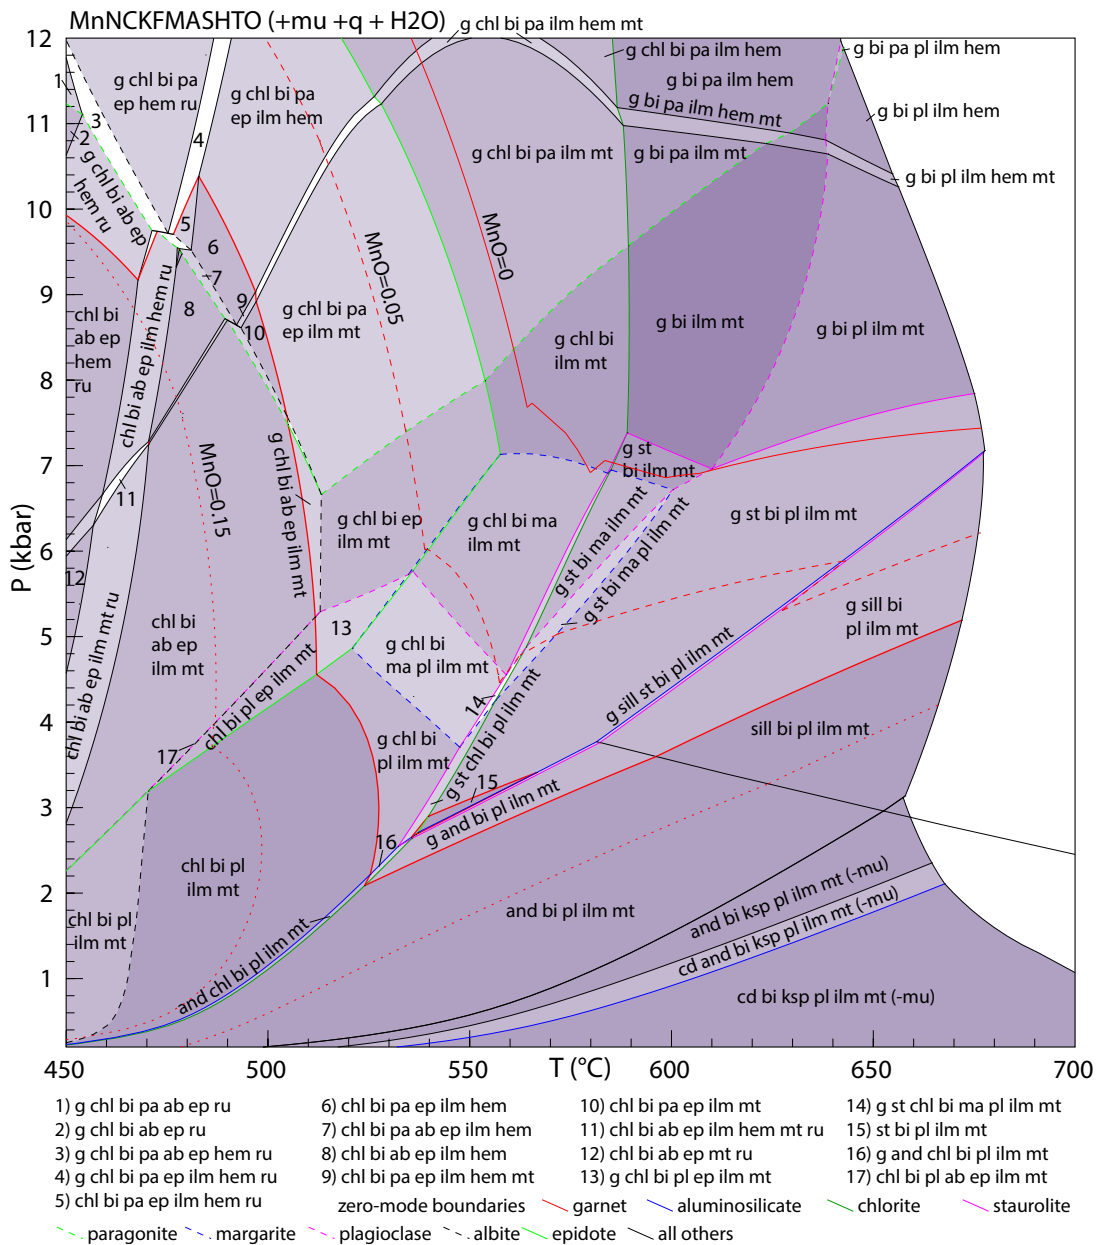 MnNCKFMASHTO (+mu +q + H2O)
g chl bi pa ilm hem mt
g chl bi pa ilm hem
g bi pa pl ilm hem
g chl bi pa
ep hem ru
g chl bi pa
ep ilm hem
g bi pa ilm hem
g bi pl ilm hem
g bi pa ilm hem mt
g chl bi pa ilm mt
g bi pa ilm mt
g bi pl ilm hem mt
g chl bi ab ep
hem ru
1
2
3
4
5
6
7
8
9
10
MnO=0
MnO=0.05
MnO=0.15
chl bi
ab ep
hem
ru
chl bi ab ep ilm hem ru
g chl bi pa
ep ilm mt
g chl bi
ilm mt
g bi ilm mt
g bi pl ilm mt
g chl bi ab ep ilm mt
g st
bi ilm mt
11
12
g chl bi ep
ilm mt
g chl bi ma
ilm mt
g st bi ma ilm mt
g st bi ma pl ilm mt
g st bi pl ilm mt
chl bi ab ep ilm mt ru
chl bi
ab ep
ilm mt
13
g chl bi
ma pl ilm mt
g sill bi
pl ilm mt
chl bi pl ep ilm mt
17
14
g chl bi
pl ilm mt
g st chl bi pl ilm mt
g sill st bi pl ilm mt
sill bi pl ilm mt
15
16
g and bi pl ilm mt
chl bi pl
ilm mt
chl bi pl
ilm mt
and chl bi pl ilm mt
and bi pl ilm mt
and bi ksp pl ilm mt (-mu)
cd and bi ksp pl ilm mt (-mu)
cd bi ksp pl ilm mt (-mu)
P (kbar)
12
11
10
9
8
7
6
5
4
3
2
1
450
500
550
T (°C)
600
650
700
1) g chl bi pa ab ep ru
2) g chl bi ab ep ru
3) g chl bi pa ab ep hem ru
4) g chl bi pa ep ilm hem ru
5) chl bi pa ep ilm hem ru
6) chl bi pa ep ilm hem
7) chl bi pa ab ep ilm hem
8) chl bi ab ep ilm hem
9) chl bi pa ep ilm hem mt
10) chl bi pa ep ilm mt
11) chl bi ab ep ilm hem mt ru
12) chl bi ab ep mt ru
13) g chl bi pl ep ilm mt
14) g st chl bi ma pl ilm mt
15) st bi pl ilm mt
16) g and chl bi pl ilm mt
17) chl bi pl ab ep ilm mt
zero-mode boundaries
garnet
aluminosilicate
chlorite
staurolite
paragonite
margarite
plagioclase
albite
epidote
all others